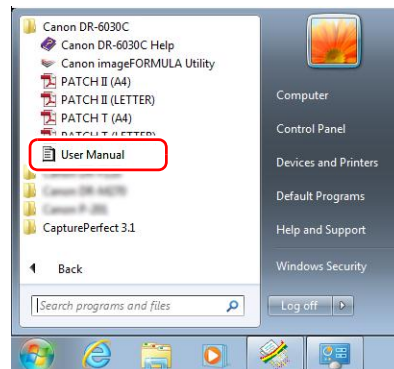 Canon DR-6030C
Canon DR-6030C Help
Canon imageFORMULA Utility
PATCH II (A4)
PATCH II (LETTER)
PATCH T (A4)
PATCH T (LETTER)
User Manual
CapturePerfect 3.1
Back
Search programs and files
Computer
Control Panel
Devices and Printers
Default Programs
Help and Support
Windows Security
Log off